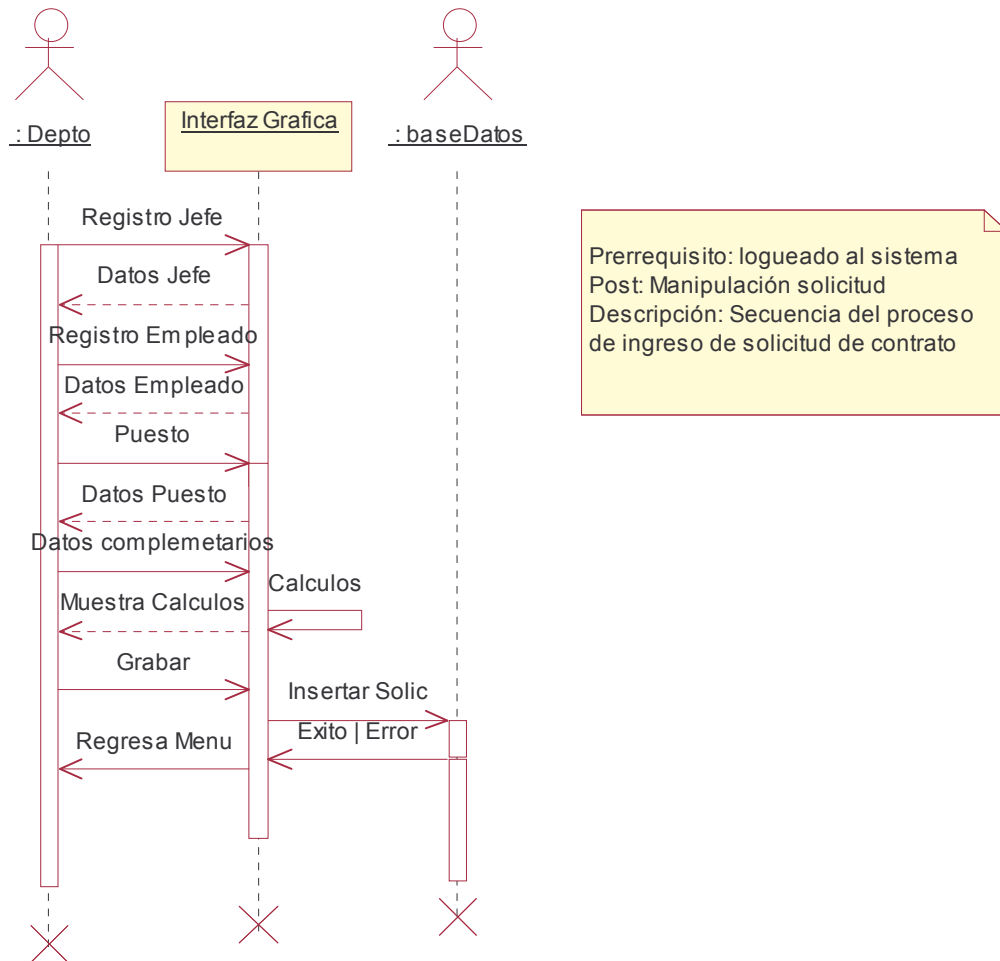 : Depto
Interfaz Grafica
: baseDatos
Registro Jefe
Datos Jefe
Registro Empleado
Datos Empleado
Puesto
Datos Puesto
Datos complemetarios
Calculos
Muestra Calculos
Grabar
Insertar Solic
Exito | Error
Regresa Menu
Prerrequisito: logueado al sistema
Post: Manipulación solicitud
Descripción: Secuencia del proceso
de ingreso de solicitud de contrato